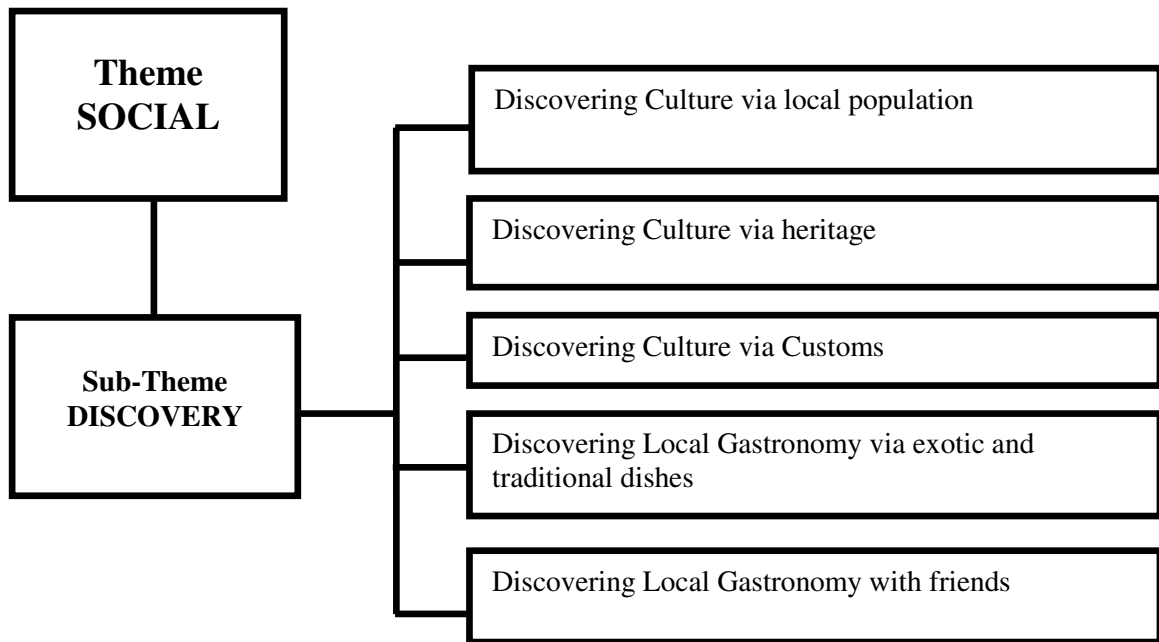 Theme
SOCIAL
Sub-Theme
DISCOVERY
Discovering Culture via local population
Discovering Culture via heritage
Discovering Culture via Customs
Discovering Local Gastronomy via exotic and
traditional dishes
Discovering Local Gastronomy with friends